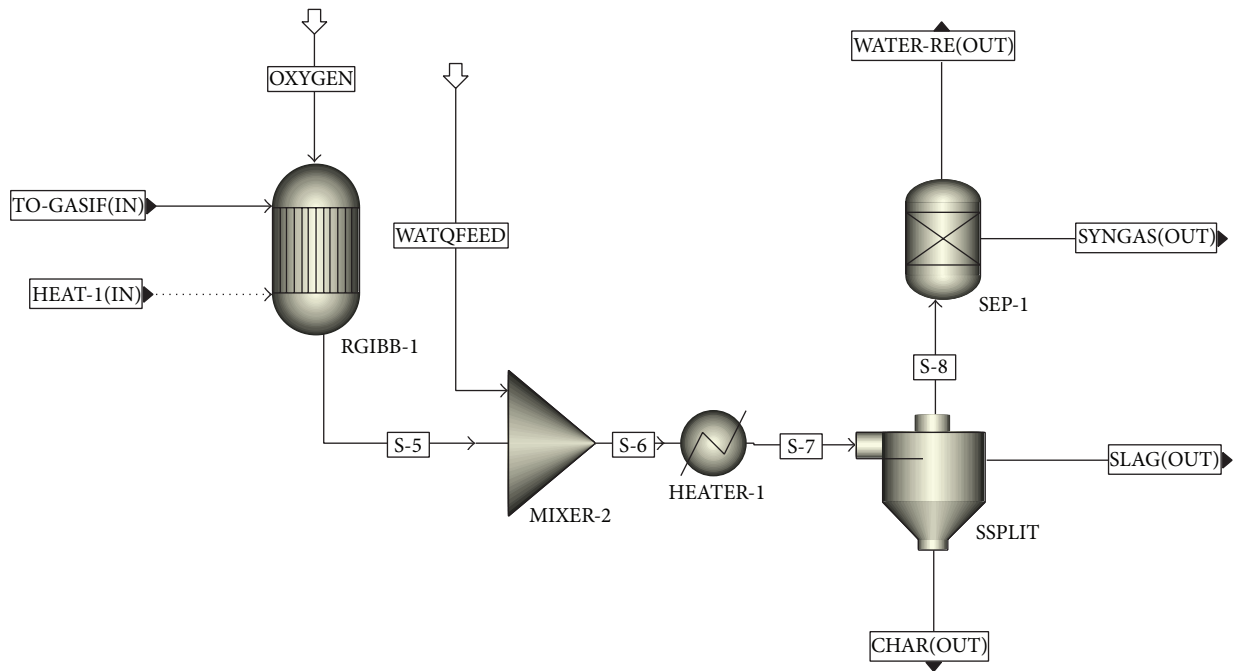 WATER-RE(OUT)
OXYGEN
TO-GASIF(IN)
WATQFEED
SYNGAS(OUT)
HEAT-1(IN)
SEP-1
RGIBB-1
S-8
S-5
S-6
S-7
SLAG(OUT)
HEATER-1
MIXER-2
SSPLIT
CHAR(OUT)